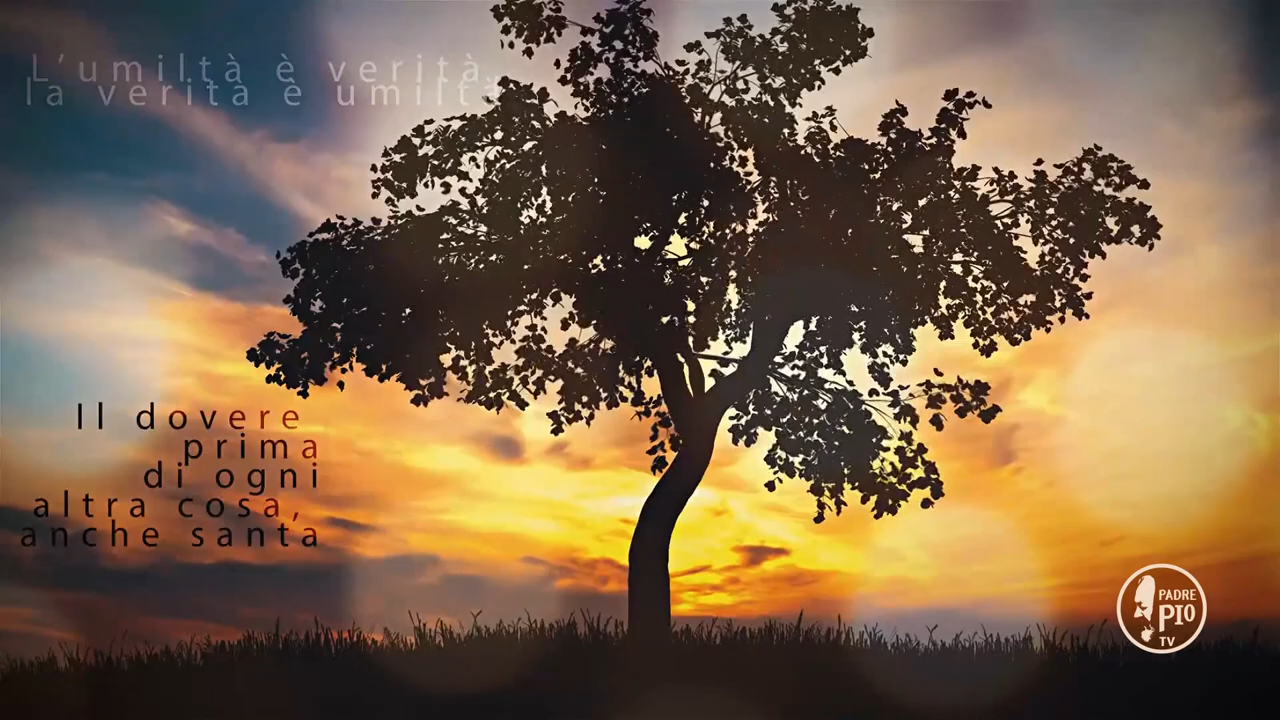 L'umiltà è verità,
la verità è umiltà
Il dovere
prima
di ogni
altra cosa,
anche santa
PADRE
PIO
TV